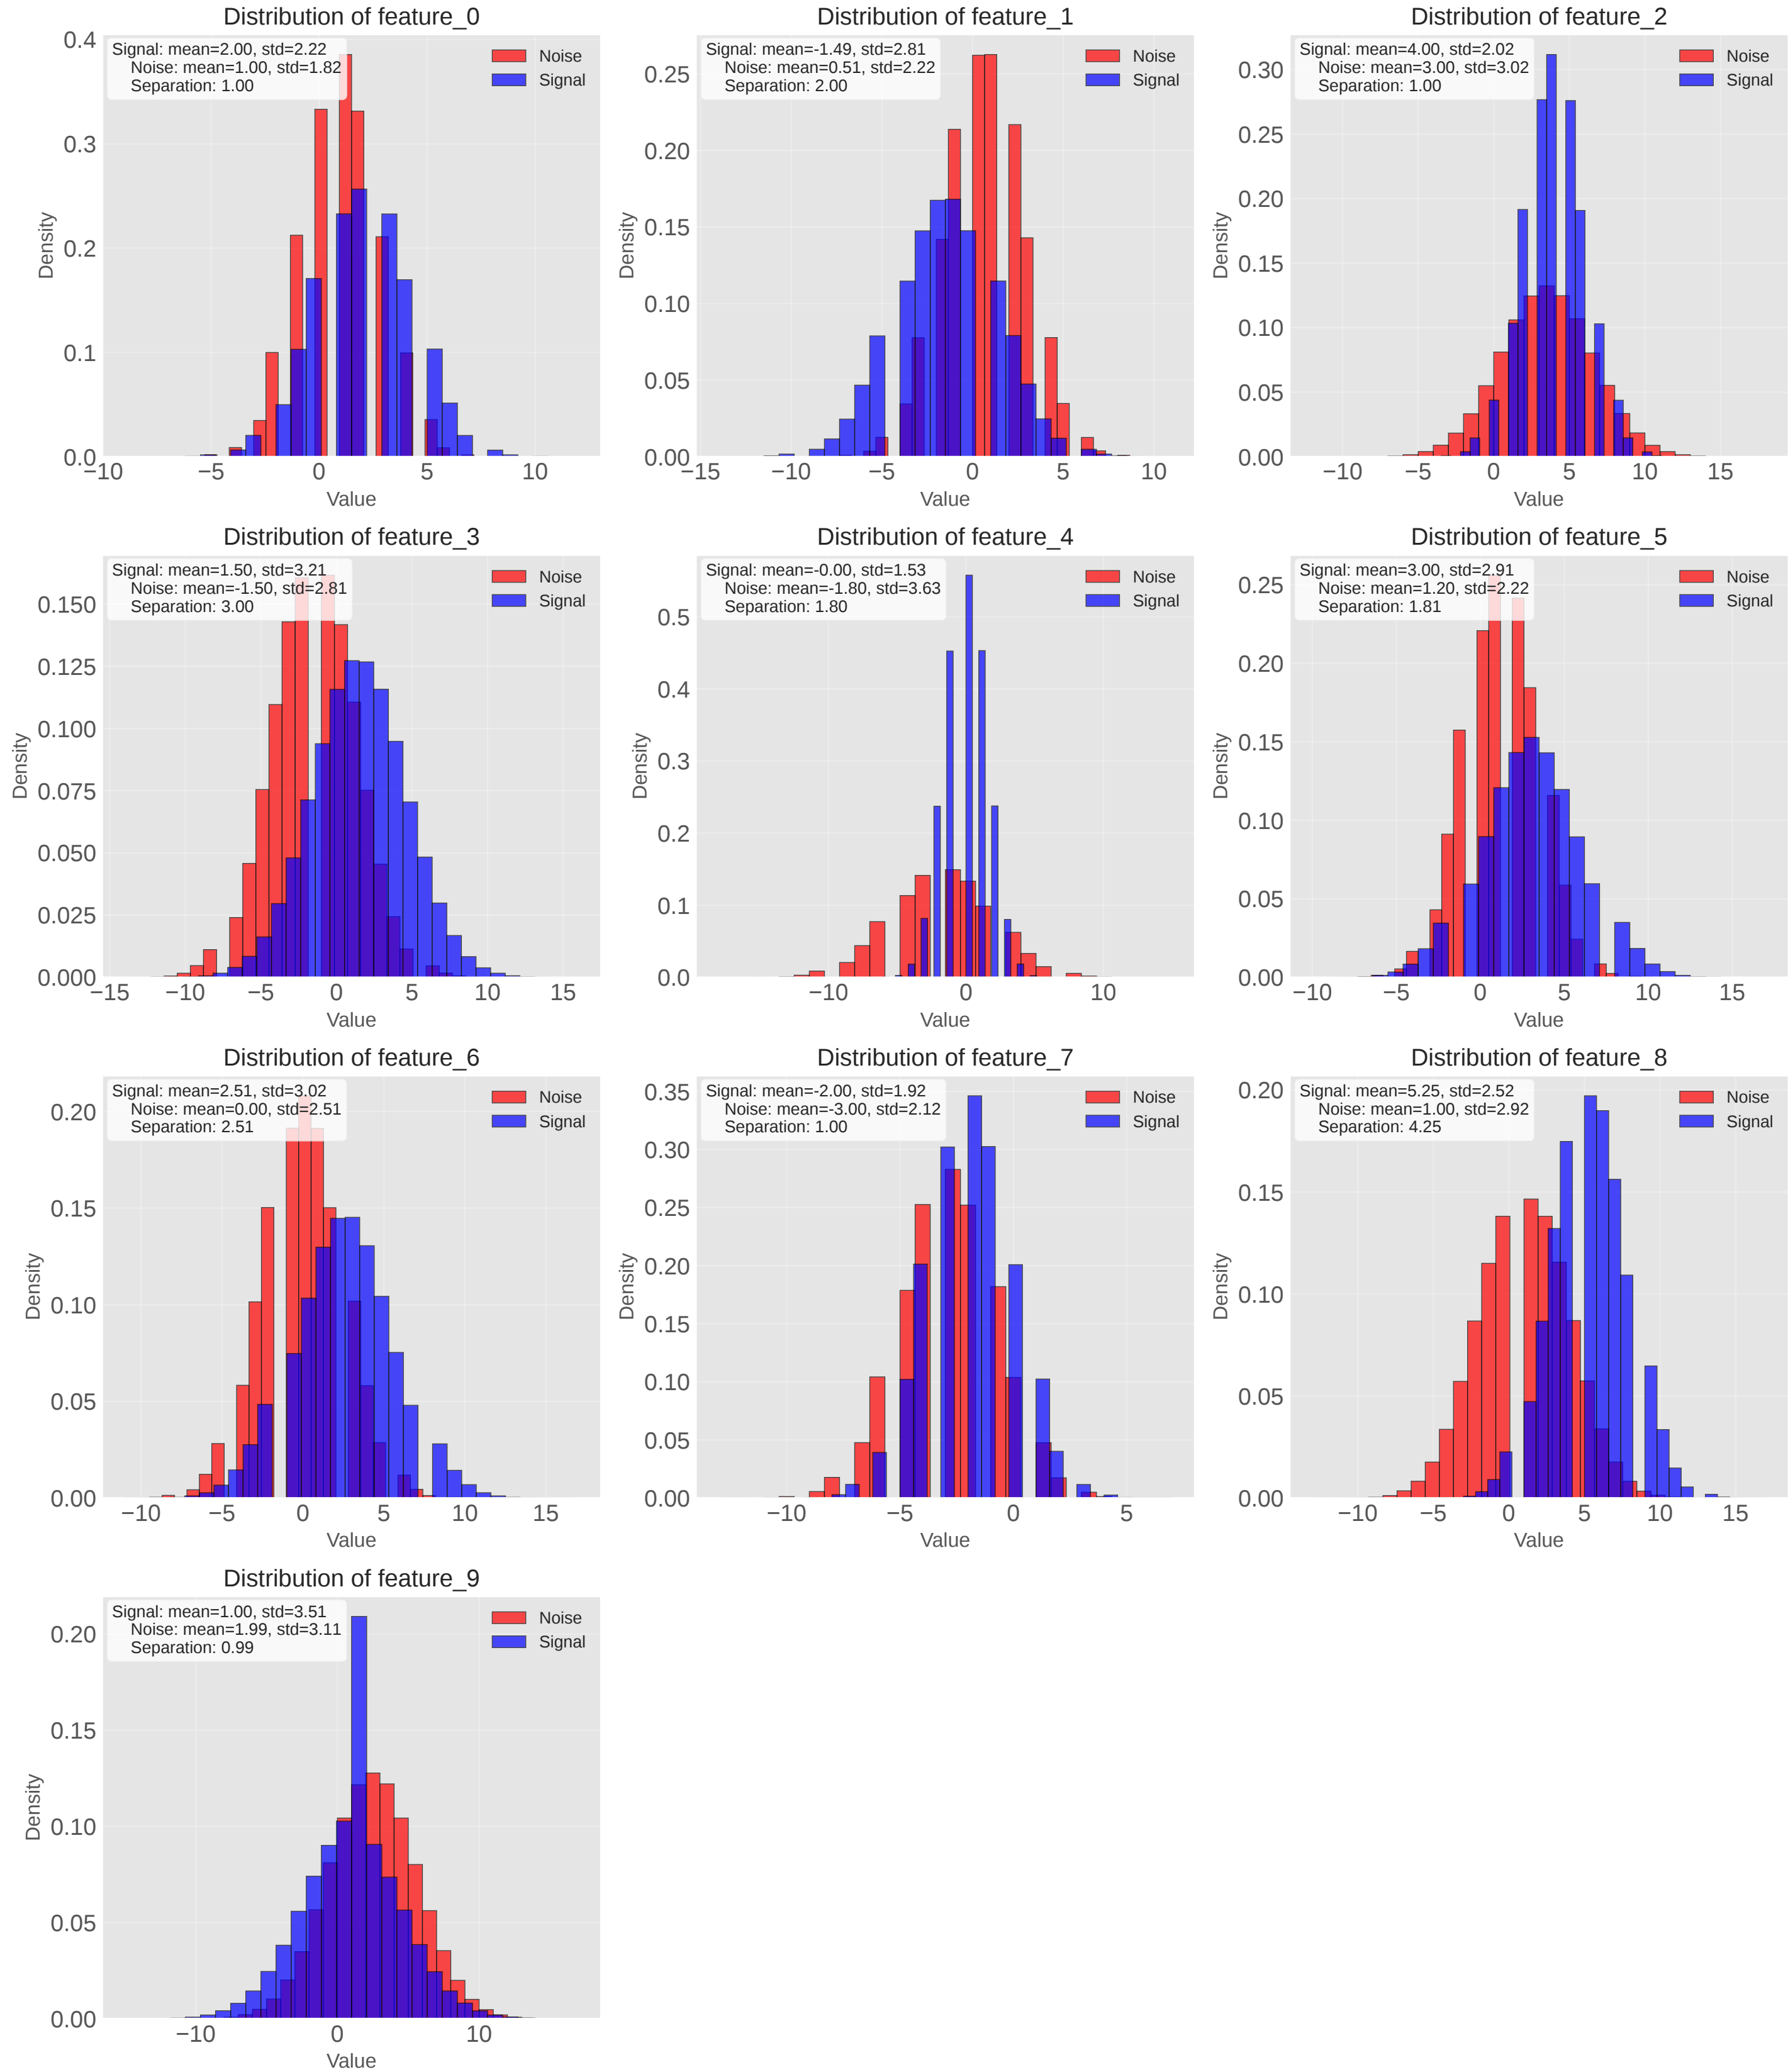 Distribution of feature_0
Signal: mean=2.00, std=2.22
Noise: mean=1.00, std=1.82
Separation: 1.00
Noise
Signal
0.4
0.3
0.2
0.1
0.0
Density
−10 −5 0 5 10
Value
Distribution of feature_1
Signal: mean=-1.49, std=2.81
Noise: mean=0.51, std=2.22
Separation: 2.00
Noise
Signal
0.25
0.20
0.15
0.10
0.05
0.00
Density
−15 −10 −5 0 5 10
Value
Distribution of feature_2
Signal: mean=4.00, std=2.02
Noise: mean=3.00, std=3.02
Separation: 1.00
Noise
Signal
0.30
0.25
0.20
0.15
0.10
0.05
0.00
Density
−10 −5 0 5 10 15
Value
Distribution of feature_3
Signal: mean=1.50, std=3.21
Noise: mean=-1.50, std=2.81
Separation: 3.00
Noise
Signal
0.150
0.125
0.100
0.075
0.050
0.025
0.000
Density
−15 −10 −5 0 5 10 15
Value
Distribution of feature_4
Signal: mean=-0.00, std=1.53
Noise: mean=-1.80, std=3.63
Separation: 1.80
Noise
Signal
0.5
0.4
0.3
0.2
0.1
0.0
Density
−10 0 10
Value
Distribution of feature_5
Signal: mean=3.00, std=2.91
Noise: mean=1.20, std=2.22
Separation: 1.81
Noise
Signal
0.25
0.20
0.15
0.10
0.05
0.00
Density
−10 −5 0 5 10 15
Value
Distribution of feature_6
Signal: mean=2.51, std=3.02
Noise: mean=0.00, std=2.51
Separation: 2.51
Noise
Signal
0.20
0.15
0.10
0.05
0.00
Density
−10 −5 0 5 10 15
Value
Distribution of feature_7
Signal: mean=-2.00, std=1.92
Noise: mean=-3.00, std=2.12
Separation: 1.00
Noise
Signal
0.35
0.30
0.25
0.20
0.15
0.10
0.05
0.00
Density
−10 −5 0 5
Value
Distribution of feature_8
Signal: mean=5.25, std=2.52
Noise: mean=1.00, std=2.92
Separation: 4.25
Noise
Signal
0.20
0.15
0.10
0.05
0.00
Density
−10 −5 0 5 10 15
Value
Distribution of feature_9
Signal: mean=1.00, std=3.51
Noise: mean=1.99, std=3.11
Separation: 0.99
Noise
Signal
0.20
0.15
0.10
0.05
0.00
Density
−10 0 10
Value